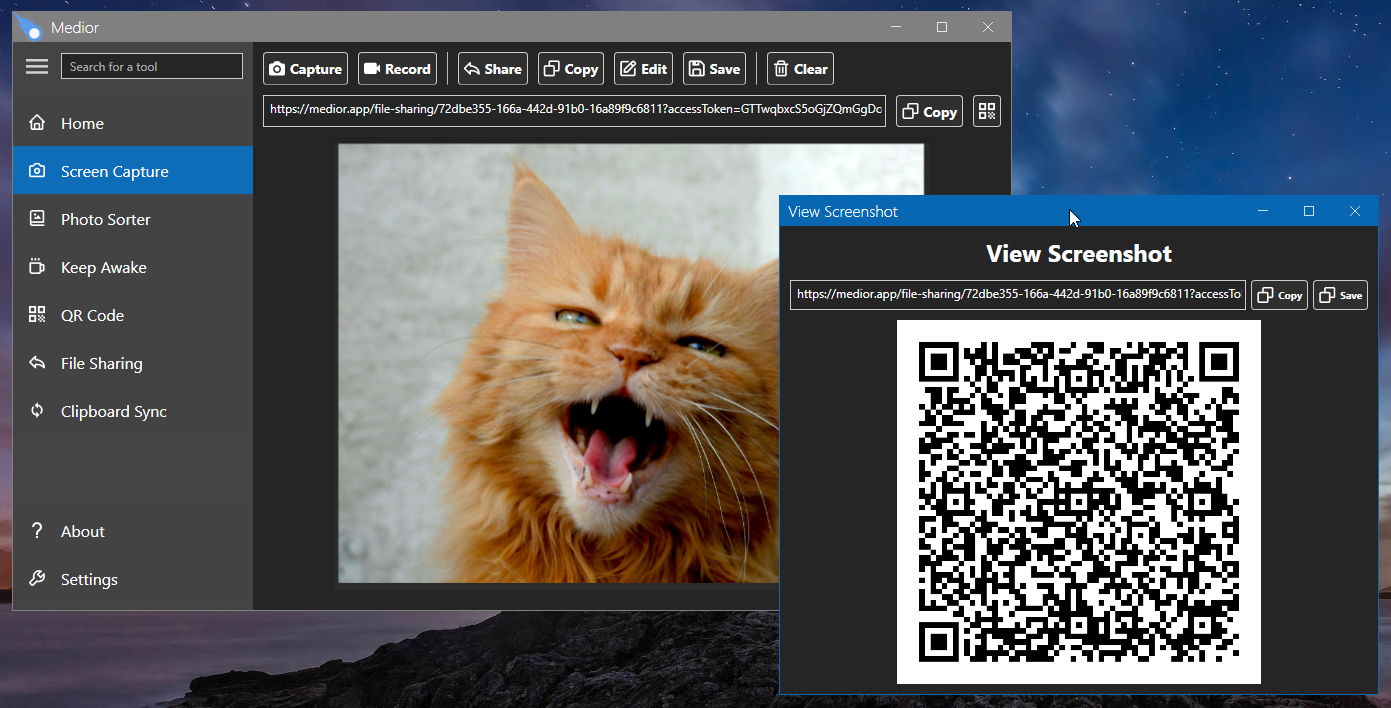 Medior
Search for a tool
Capture Record Share Copy Edit Save Clear
https://medior.app/file-sharing/72dbe355-166a-442d-91b0-16a89f9c6811?accessToken=GTTwqbxcS5oGjZQmGgDo Copy
Home
Screen Capture
Photo Sorter
Keep Awake
QR Code
File Sharing
Clipboard Sync
? About
Settings
View Screenshot
View Screenshot
https://medior.app/file-sharing/72dbe355-166a-442d-91b0-16a89f9c6811?accessTo Copy Save